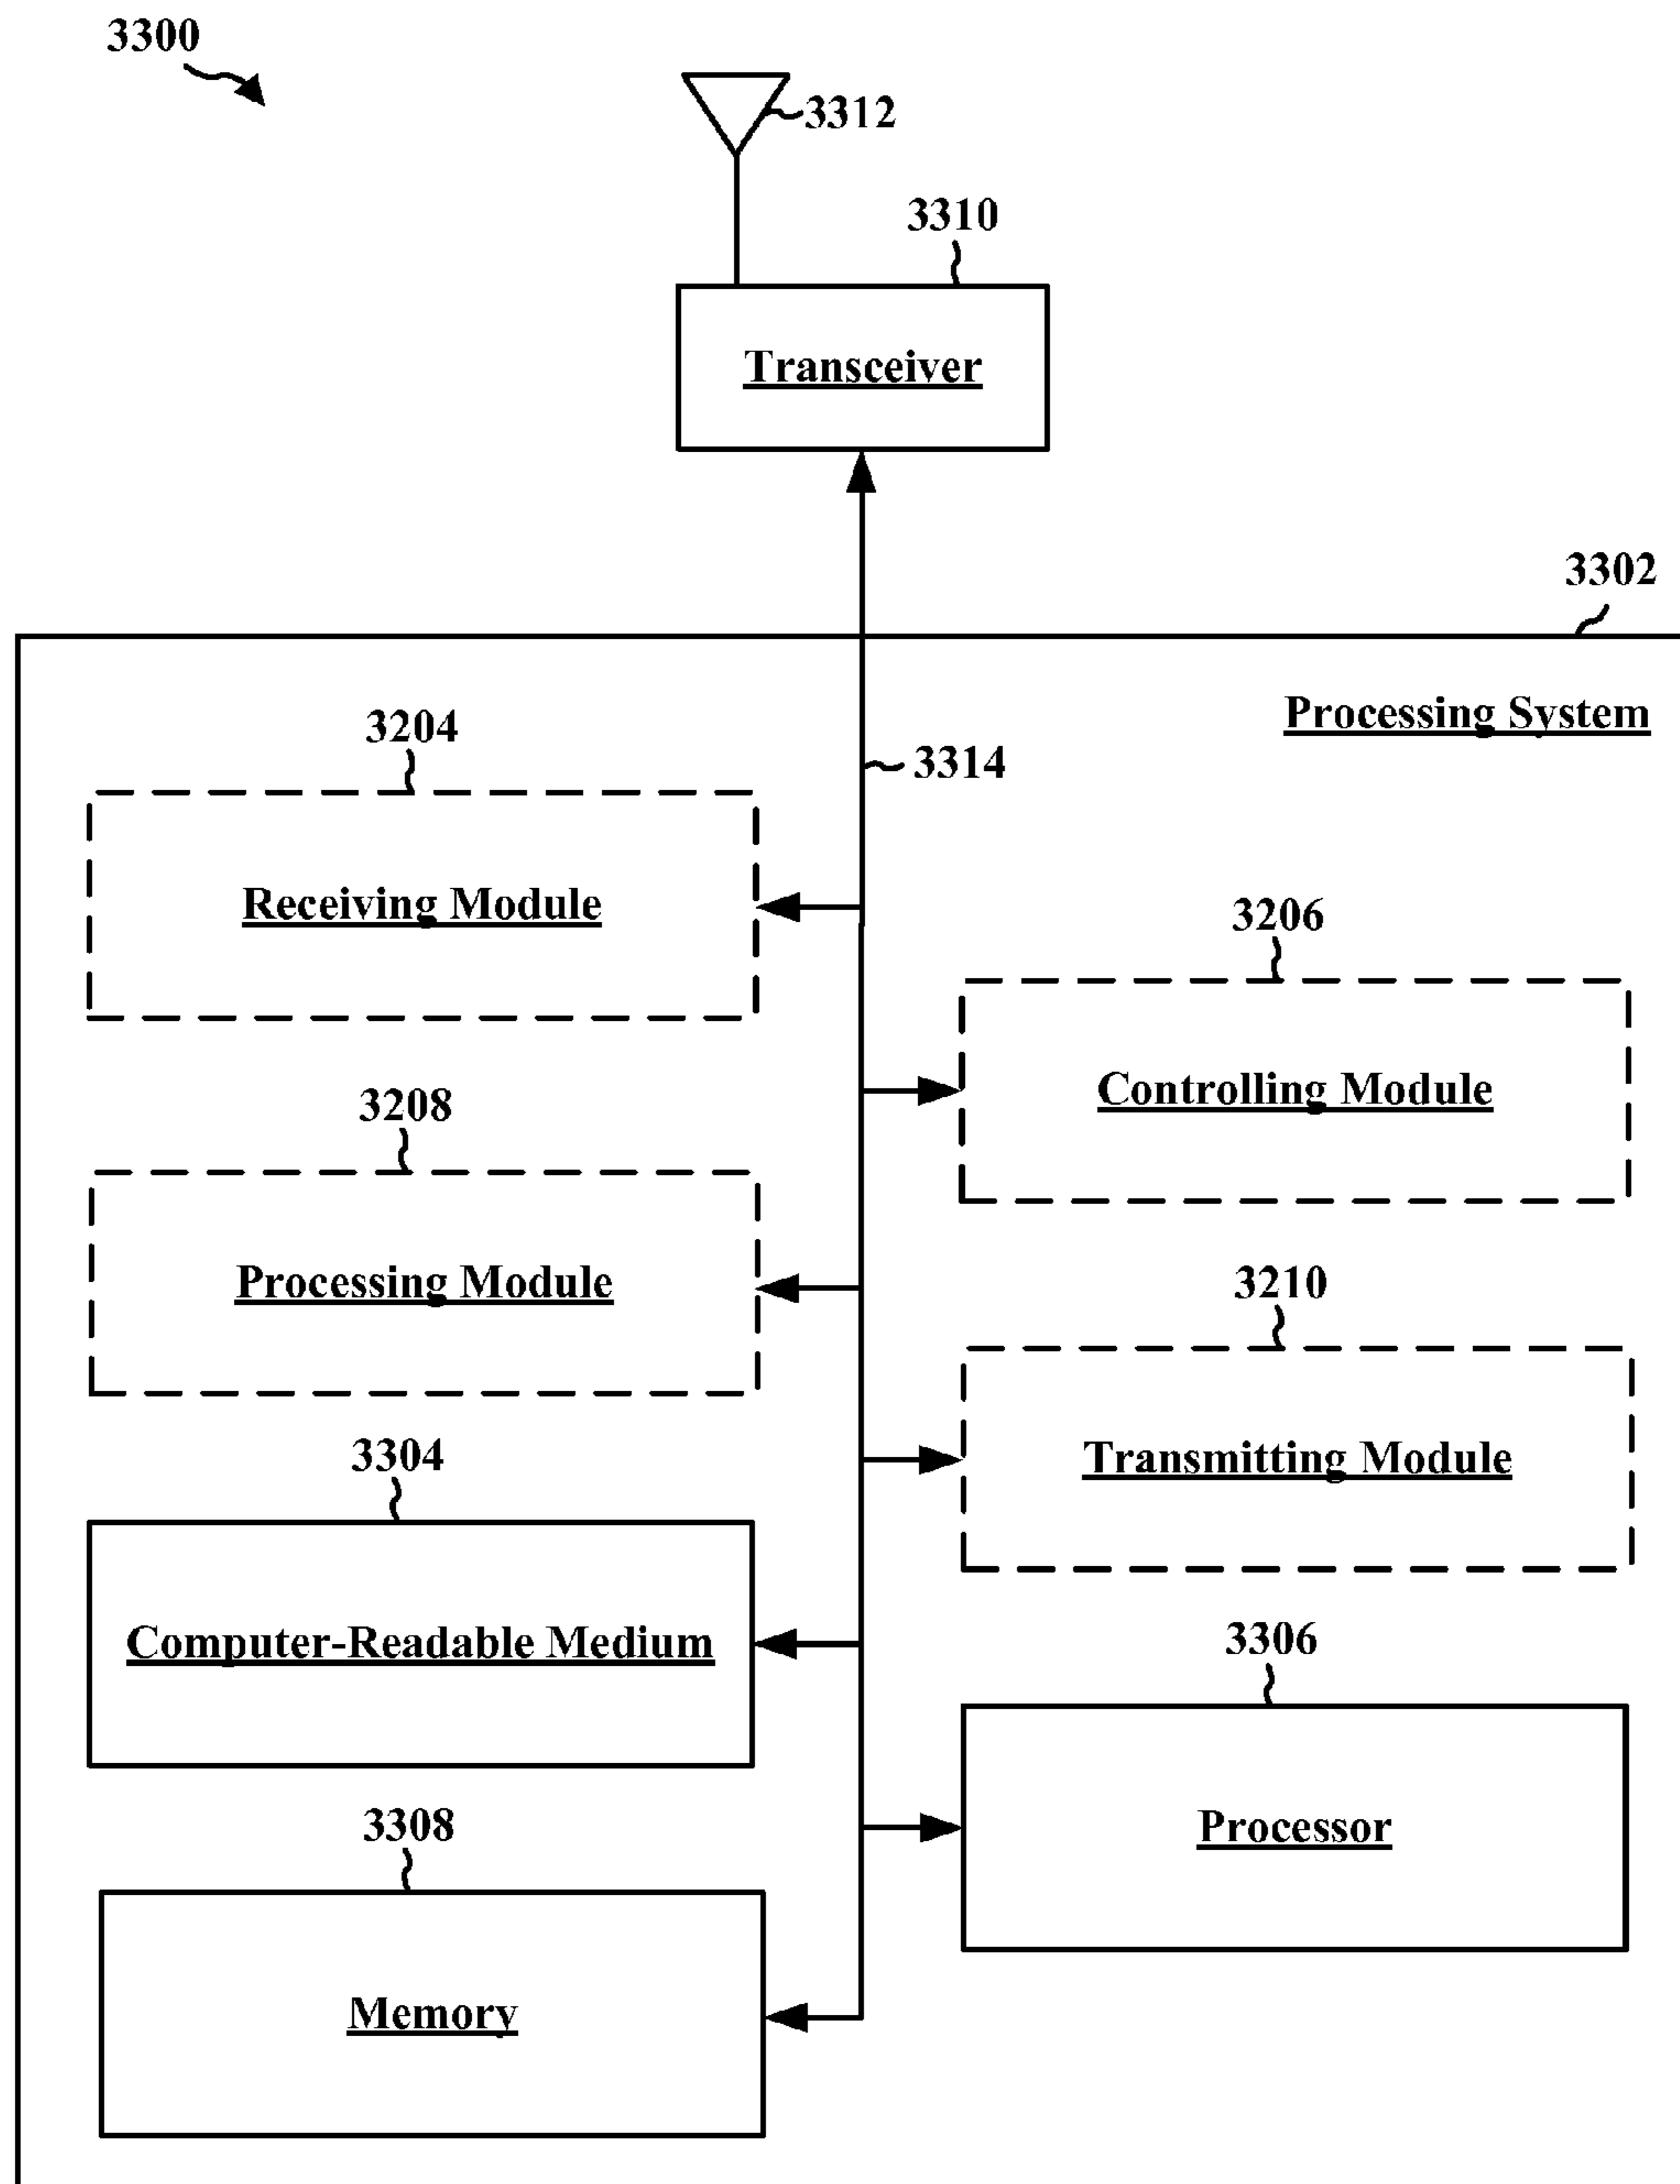 3300
3312
3310
Transceiver
3302
Processing System
3204
3314
Receiving Module
3206
Controlling Module
3208
Processing Module
3210
Transmitting Module
3304
Computer-Readable Medium
3306
Processor
3308
Memory